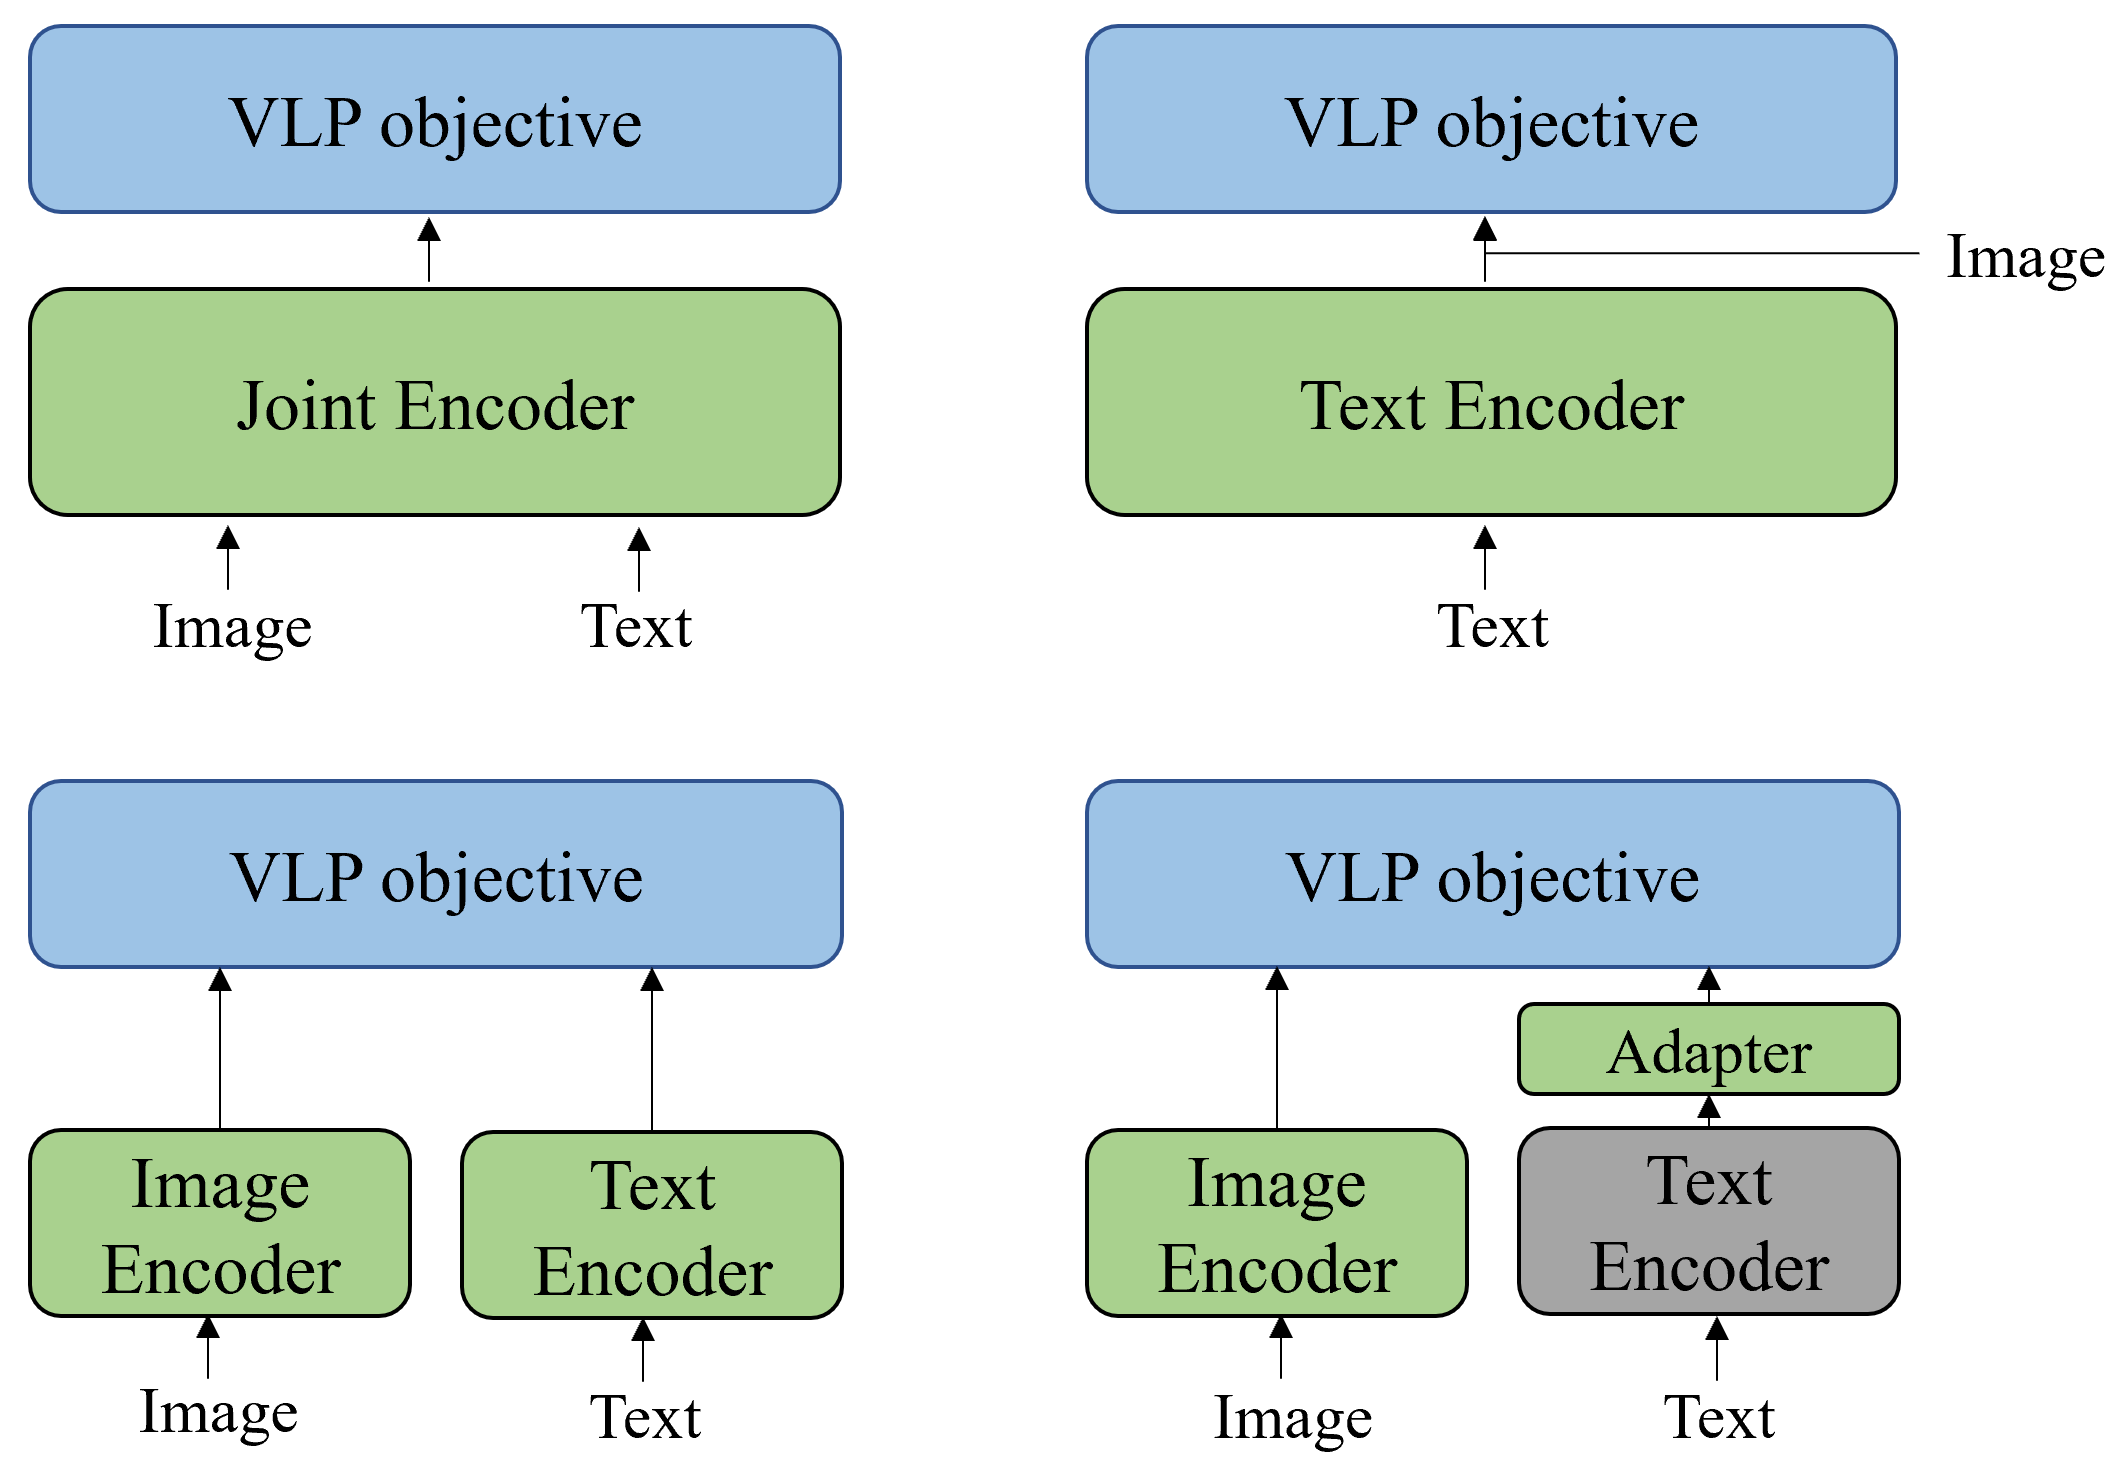 VLP objective
Joint Encoder
Image
Text
VLP objective
Image
Text Encoder
Text
VLP objective
Image
Encoder
Text
Encoder
Image
Text
VLP objective
Adapter
Image
Encoder
Text
Encoder
Image
Text